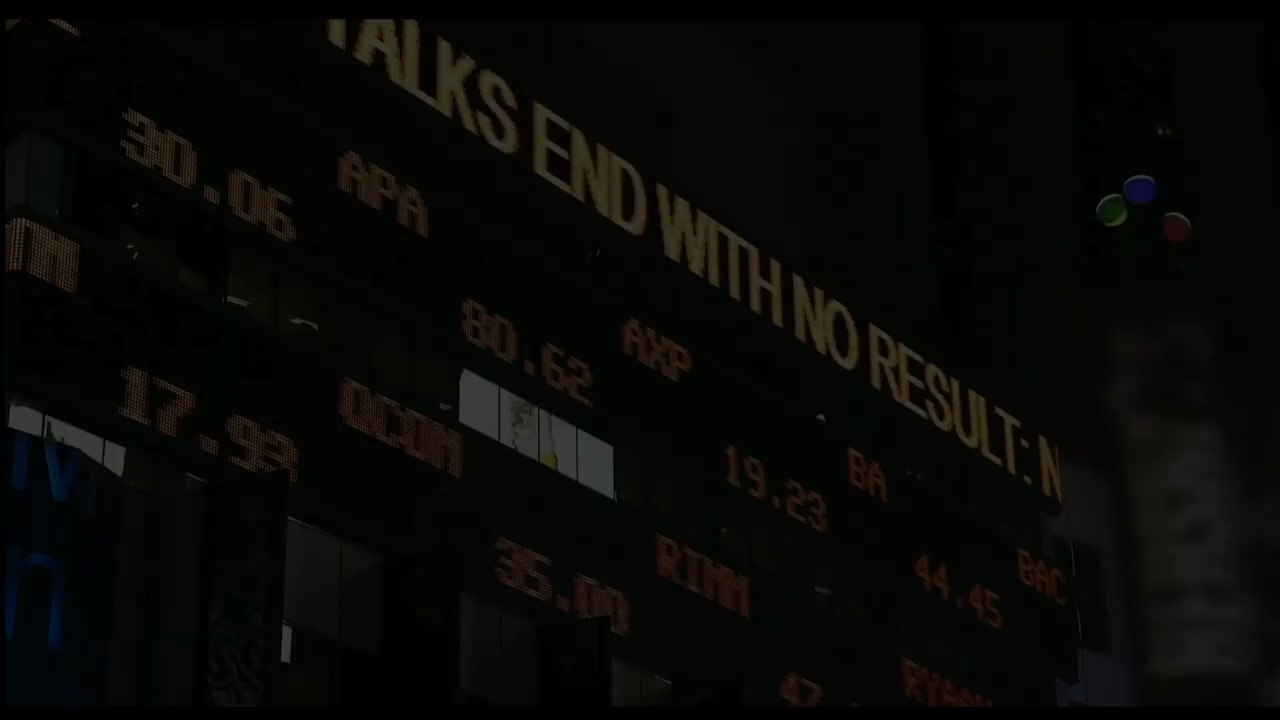 TALKS END WITH NO RESULT: N
30.06 APA
80.62 AXP
19.23 BA
44.45 BAC
M
17.93 QCOM
35.00 RIMM
47.